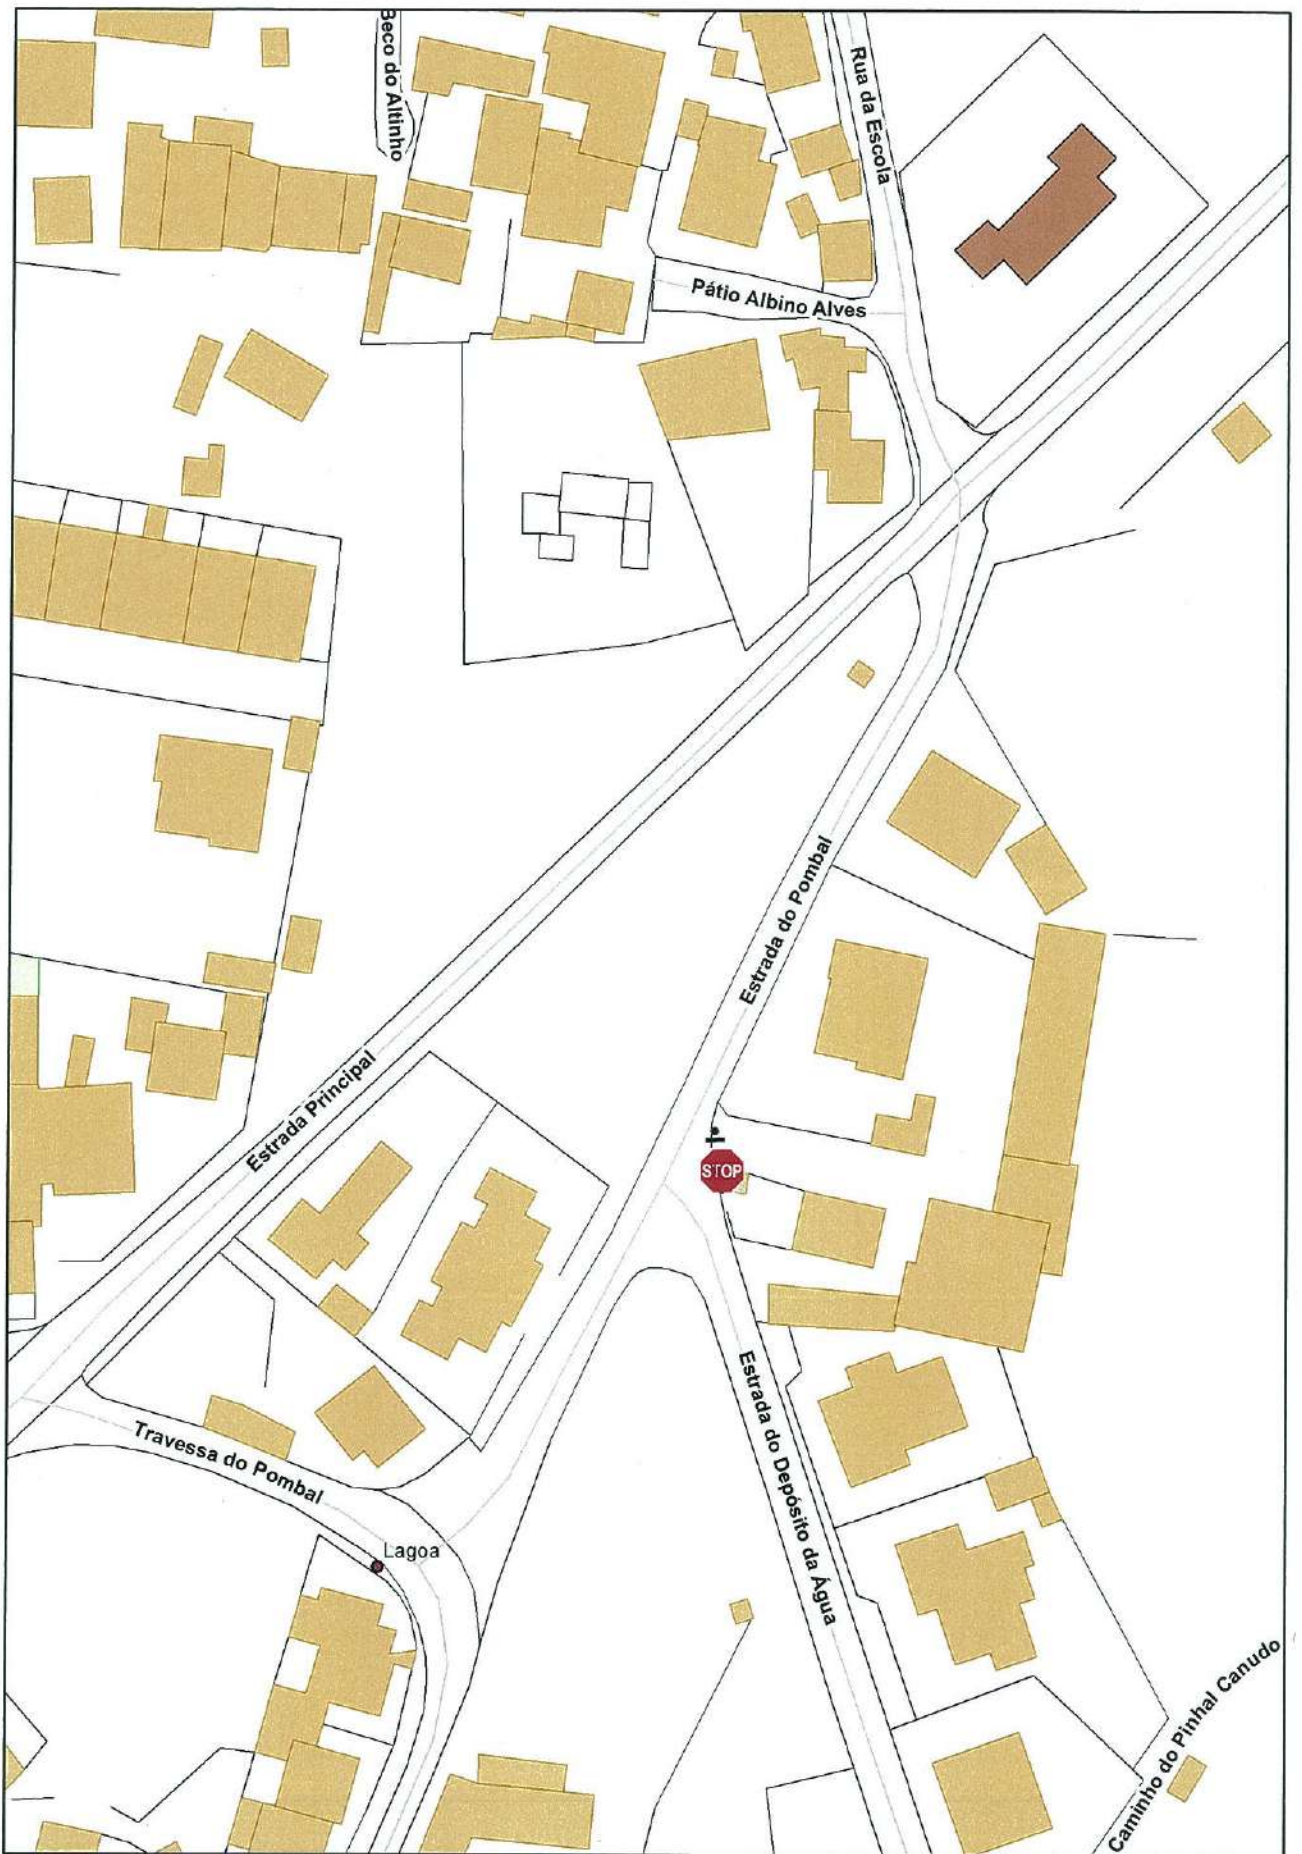 Beco do Altinho
Rua da Escola
Pátio Albino Alves
Estrada do Pombal
Estrada Principal
STOP
Estrada do Depósito da Água
Travessa do Pombal
Lagoa
Caminho do Pinhal Canudo